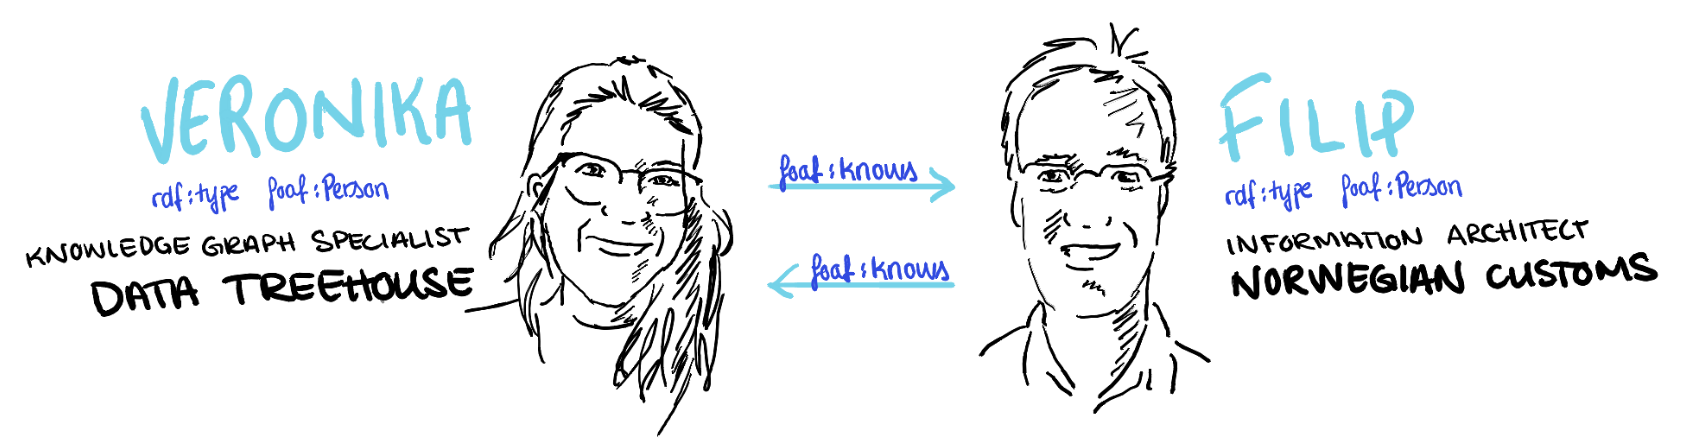 VERONIKA
rdf:type foaf:Person
KNOWLEDGE GRAPH SPECIALIST
DATA TREEHOUSE
foaf:knows
foaf:knows
FILIP
rdf:type foaf:Person
INFORMATION ARCHITECT
NORWEGIAN CUSTOMS